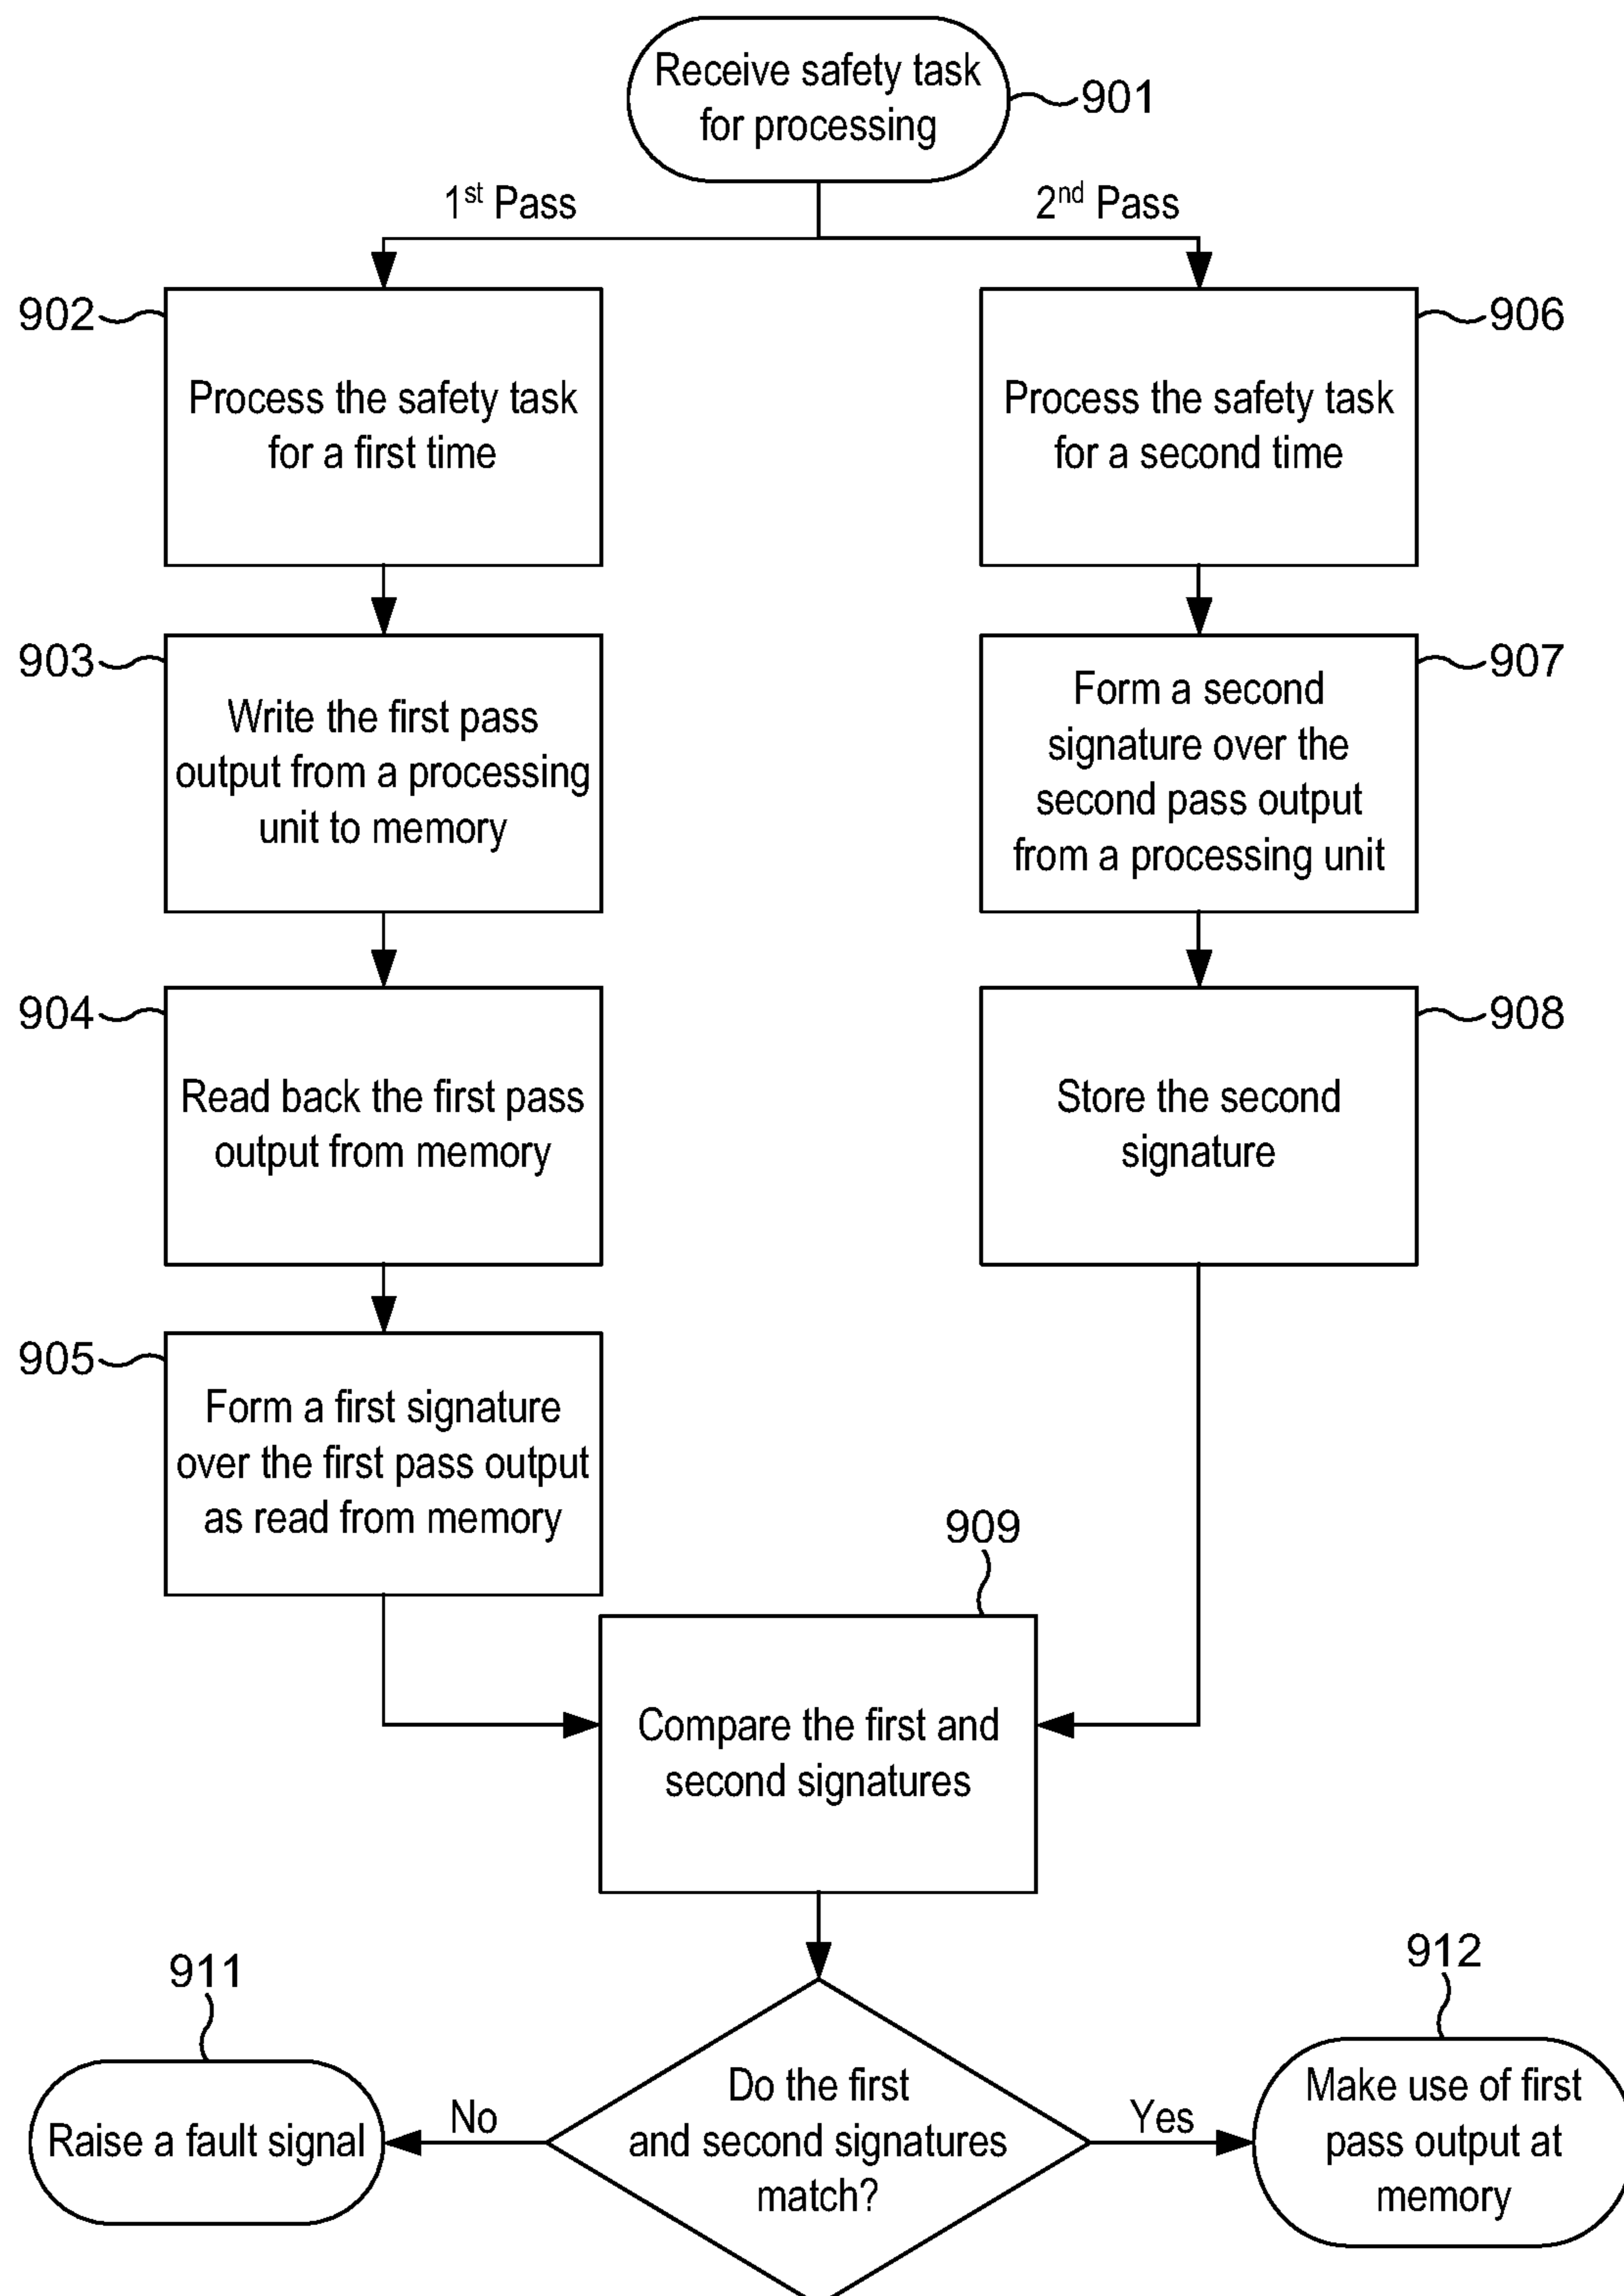 Receive safety task
for processing
901
1st Pass
2nd Pass
902
Process the safety task
for a first time
906
Process the safety task
for a second time
903
Write the first pass
output from a processing
unit to memory
907
Form a second
signature over the
second pass output
from a processing unit
904
Read back the first pass
output from memory
908
Store the second
signature
905
Form a first signature
over the first pass output
as read from memory
909
Compare the first and
second signatures
911
Raise a fault signal
No
Do the first
and second signatures
match?
Yes
912
Make use of first
pass output at
memory